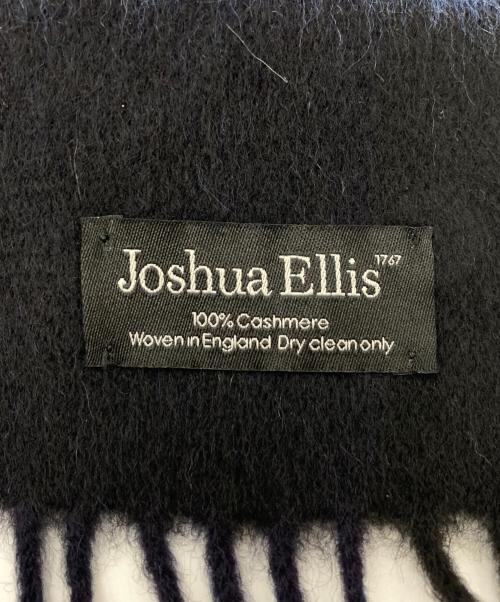 Joshua Ellis 1767
100% Cashmere
Woven in England Dry clean only